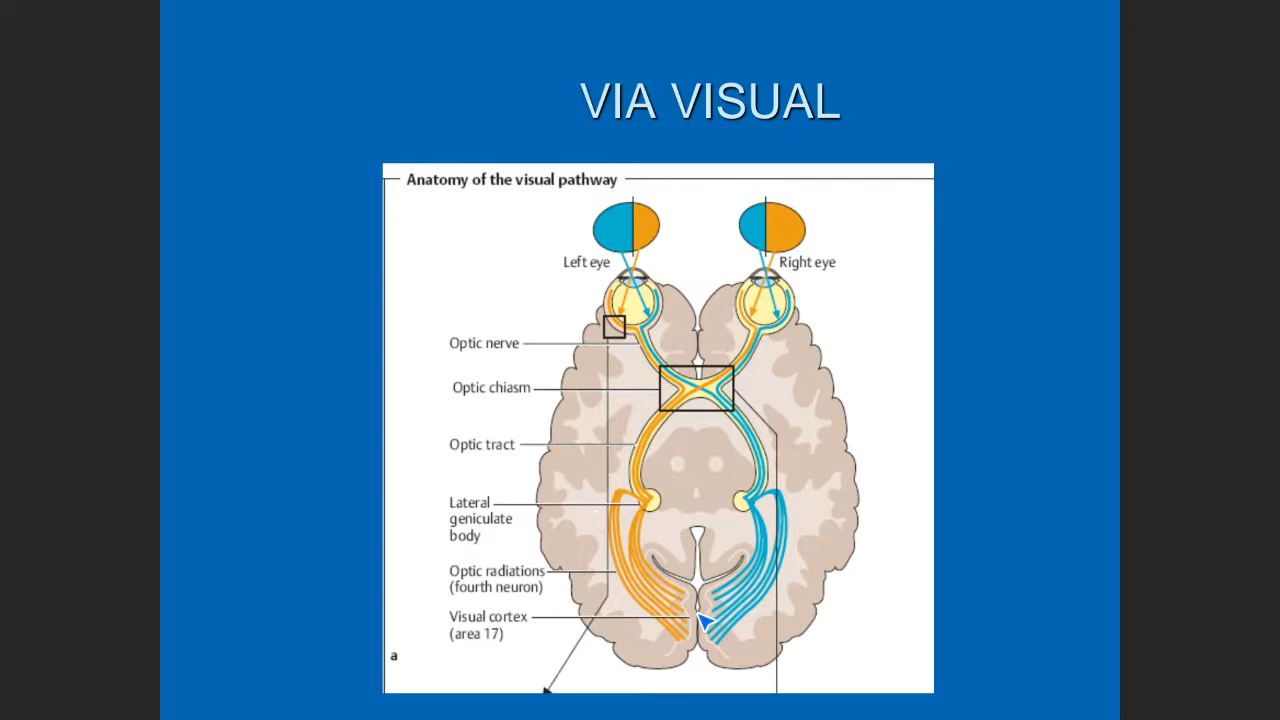 VIA VISUAL
Anatomy of the visual pathway
Left eye
Right eye
Optic nerve
Optic chiasm
Optic tract
Lateral
geniculate
body
Optic radiations
(fourth neuron)
Visual cortex
(area 17)
a